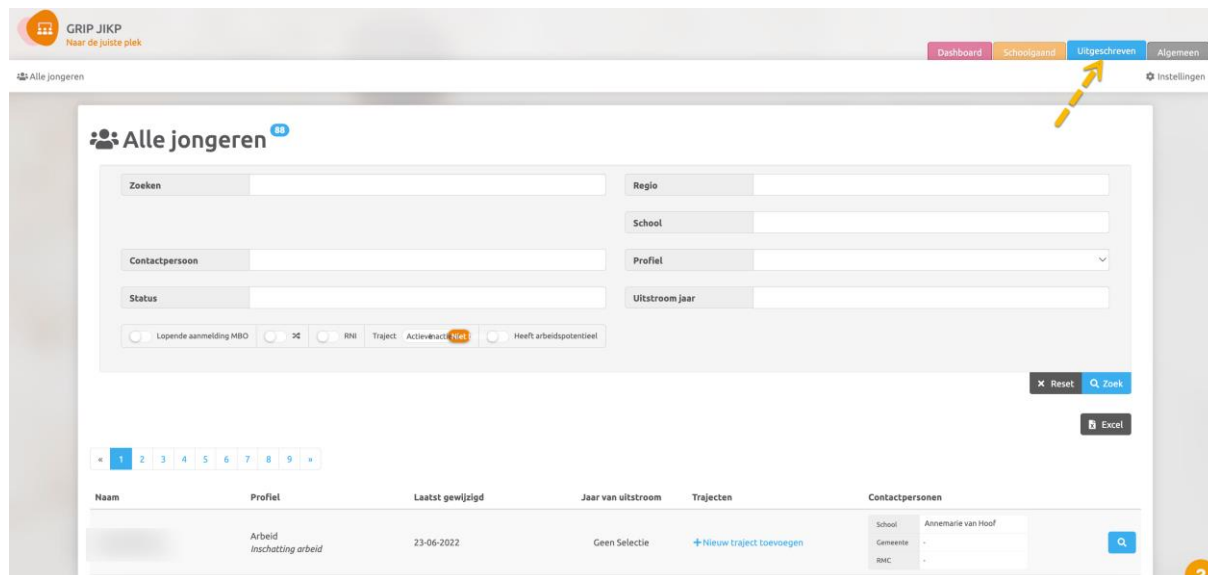 GRIP JIKP
Naar de juiste plek
Dashboard Schoolgaand Uitgeschreven Algemeen
Alle jongeren Instellingen
Alle jongeren 88
Zoeken Regio
School
Contactpersoon Profiel
Status Uitstroom jaar
Lopende aanmelding MBO RNI Traject Actief Inactief Niet Heeft arbeidspotentieel
Reset Zoek
Excel
« 1 2 3 4 5 6 7 8 9 »
Naam Profiel Laatst gewijzigd Jaar van uitstroom Trajecten Contactpersonen
School Annemarie van Hoof
Arbeid
Inschatting arbeid 23-06-2022 Geen Selectie +Nieuw traject toevoegen Gemeente -
RMC -